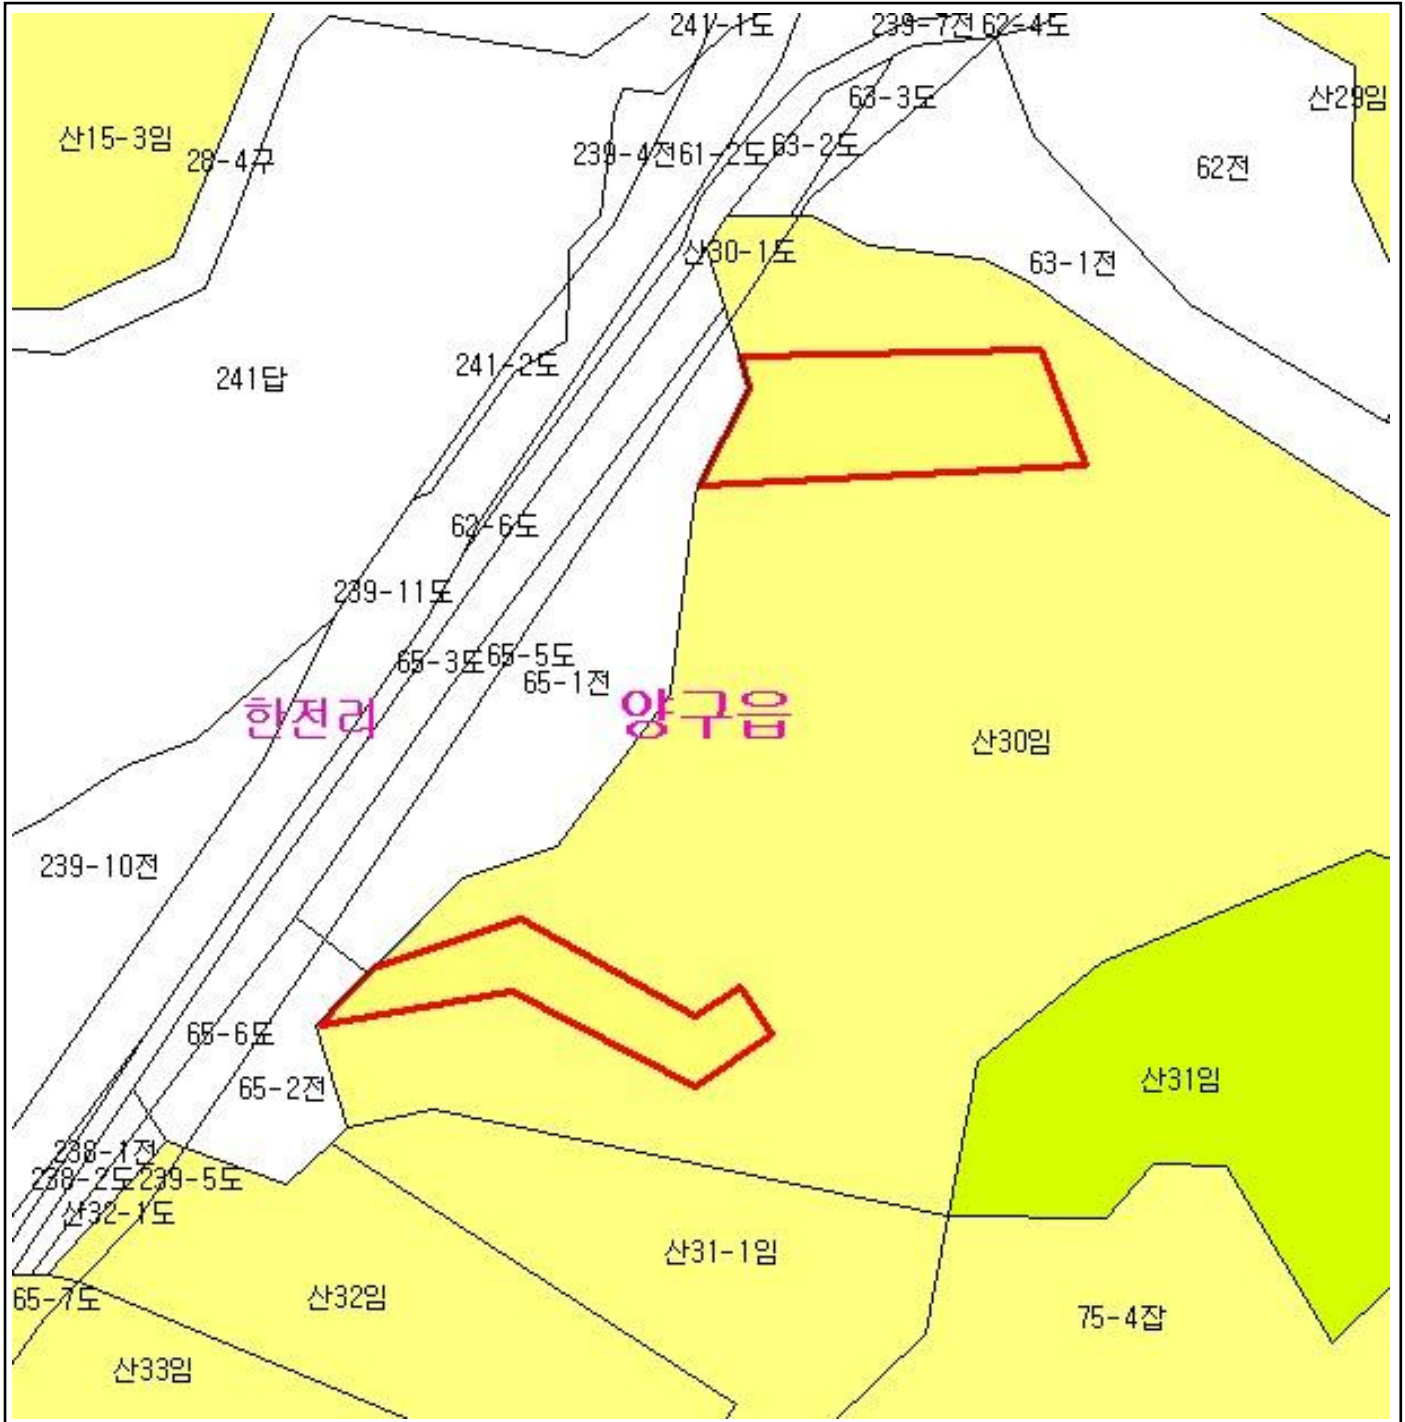 241-1도
239-7전
62-4도
63-3도
산29임
산15-3임
28-4구
239-4전
61-2도
63-2도
62전
산30-1도
63-1전
241-2도
241답
62-6도
239-11도
65-3도
65-5도
65-1전
한전리
양구읍
산30임
239-10전
65-6도
65-2전
산31임
238-1전
238-2도
239-5도
산32-1도
산31-1임
65-7도
산32임
75-4잡
산33임